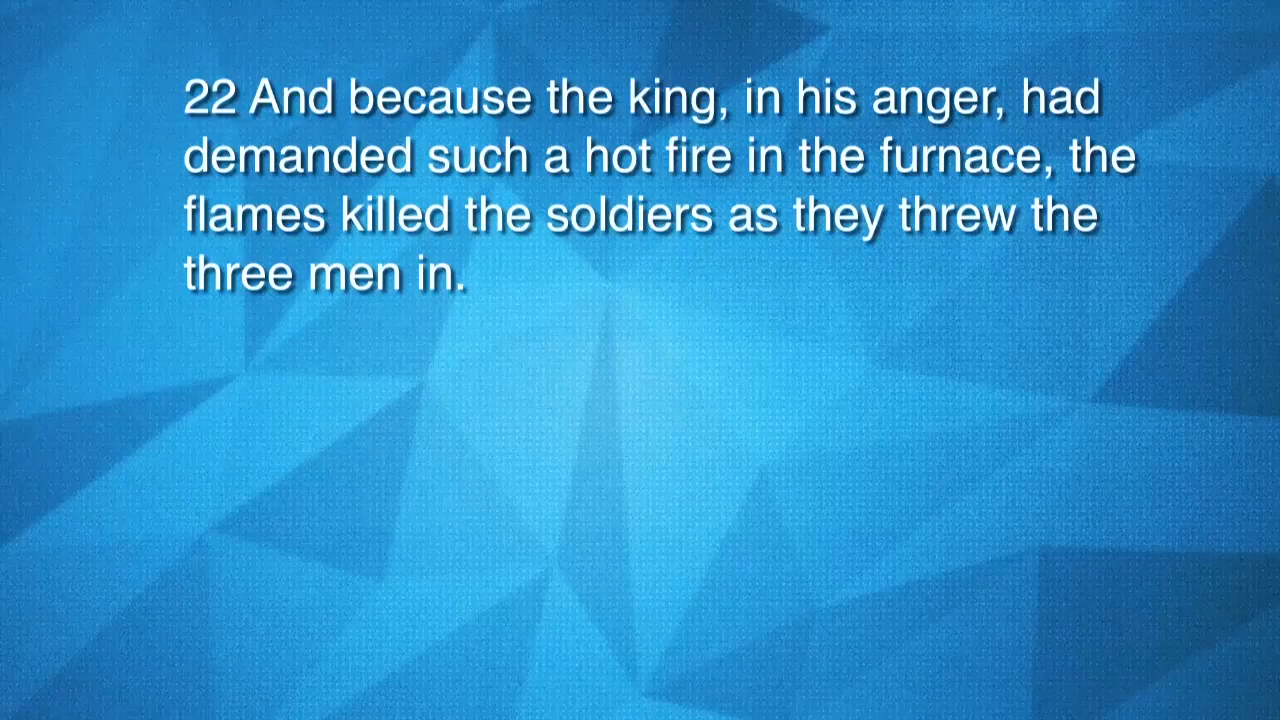 22 And because the king, in his anger, had
demanded such a hot fire in the furnace, the
flames killed the soldiers as they threw the
three men in.